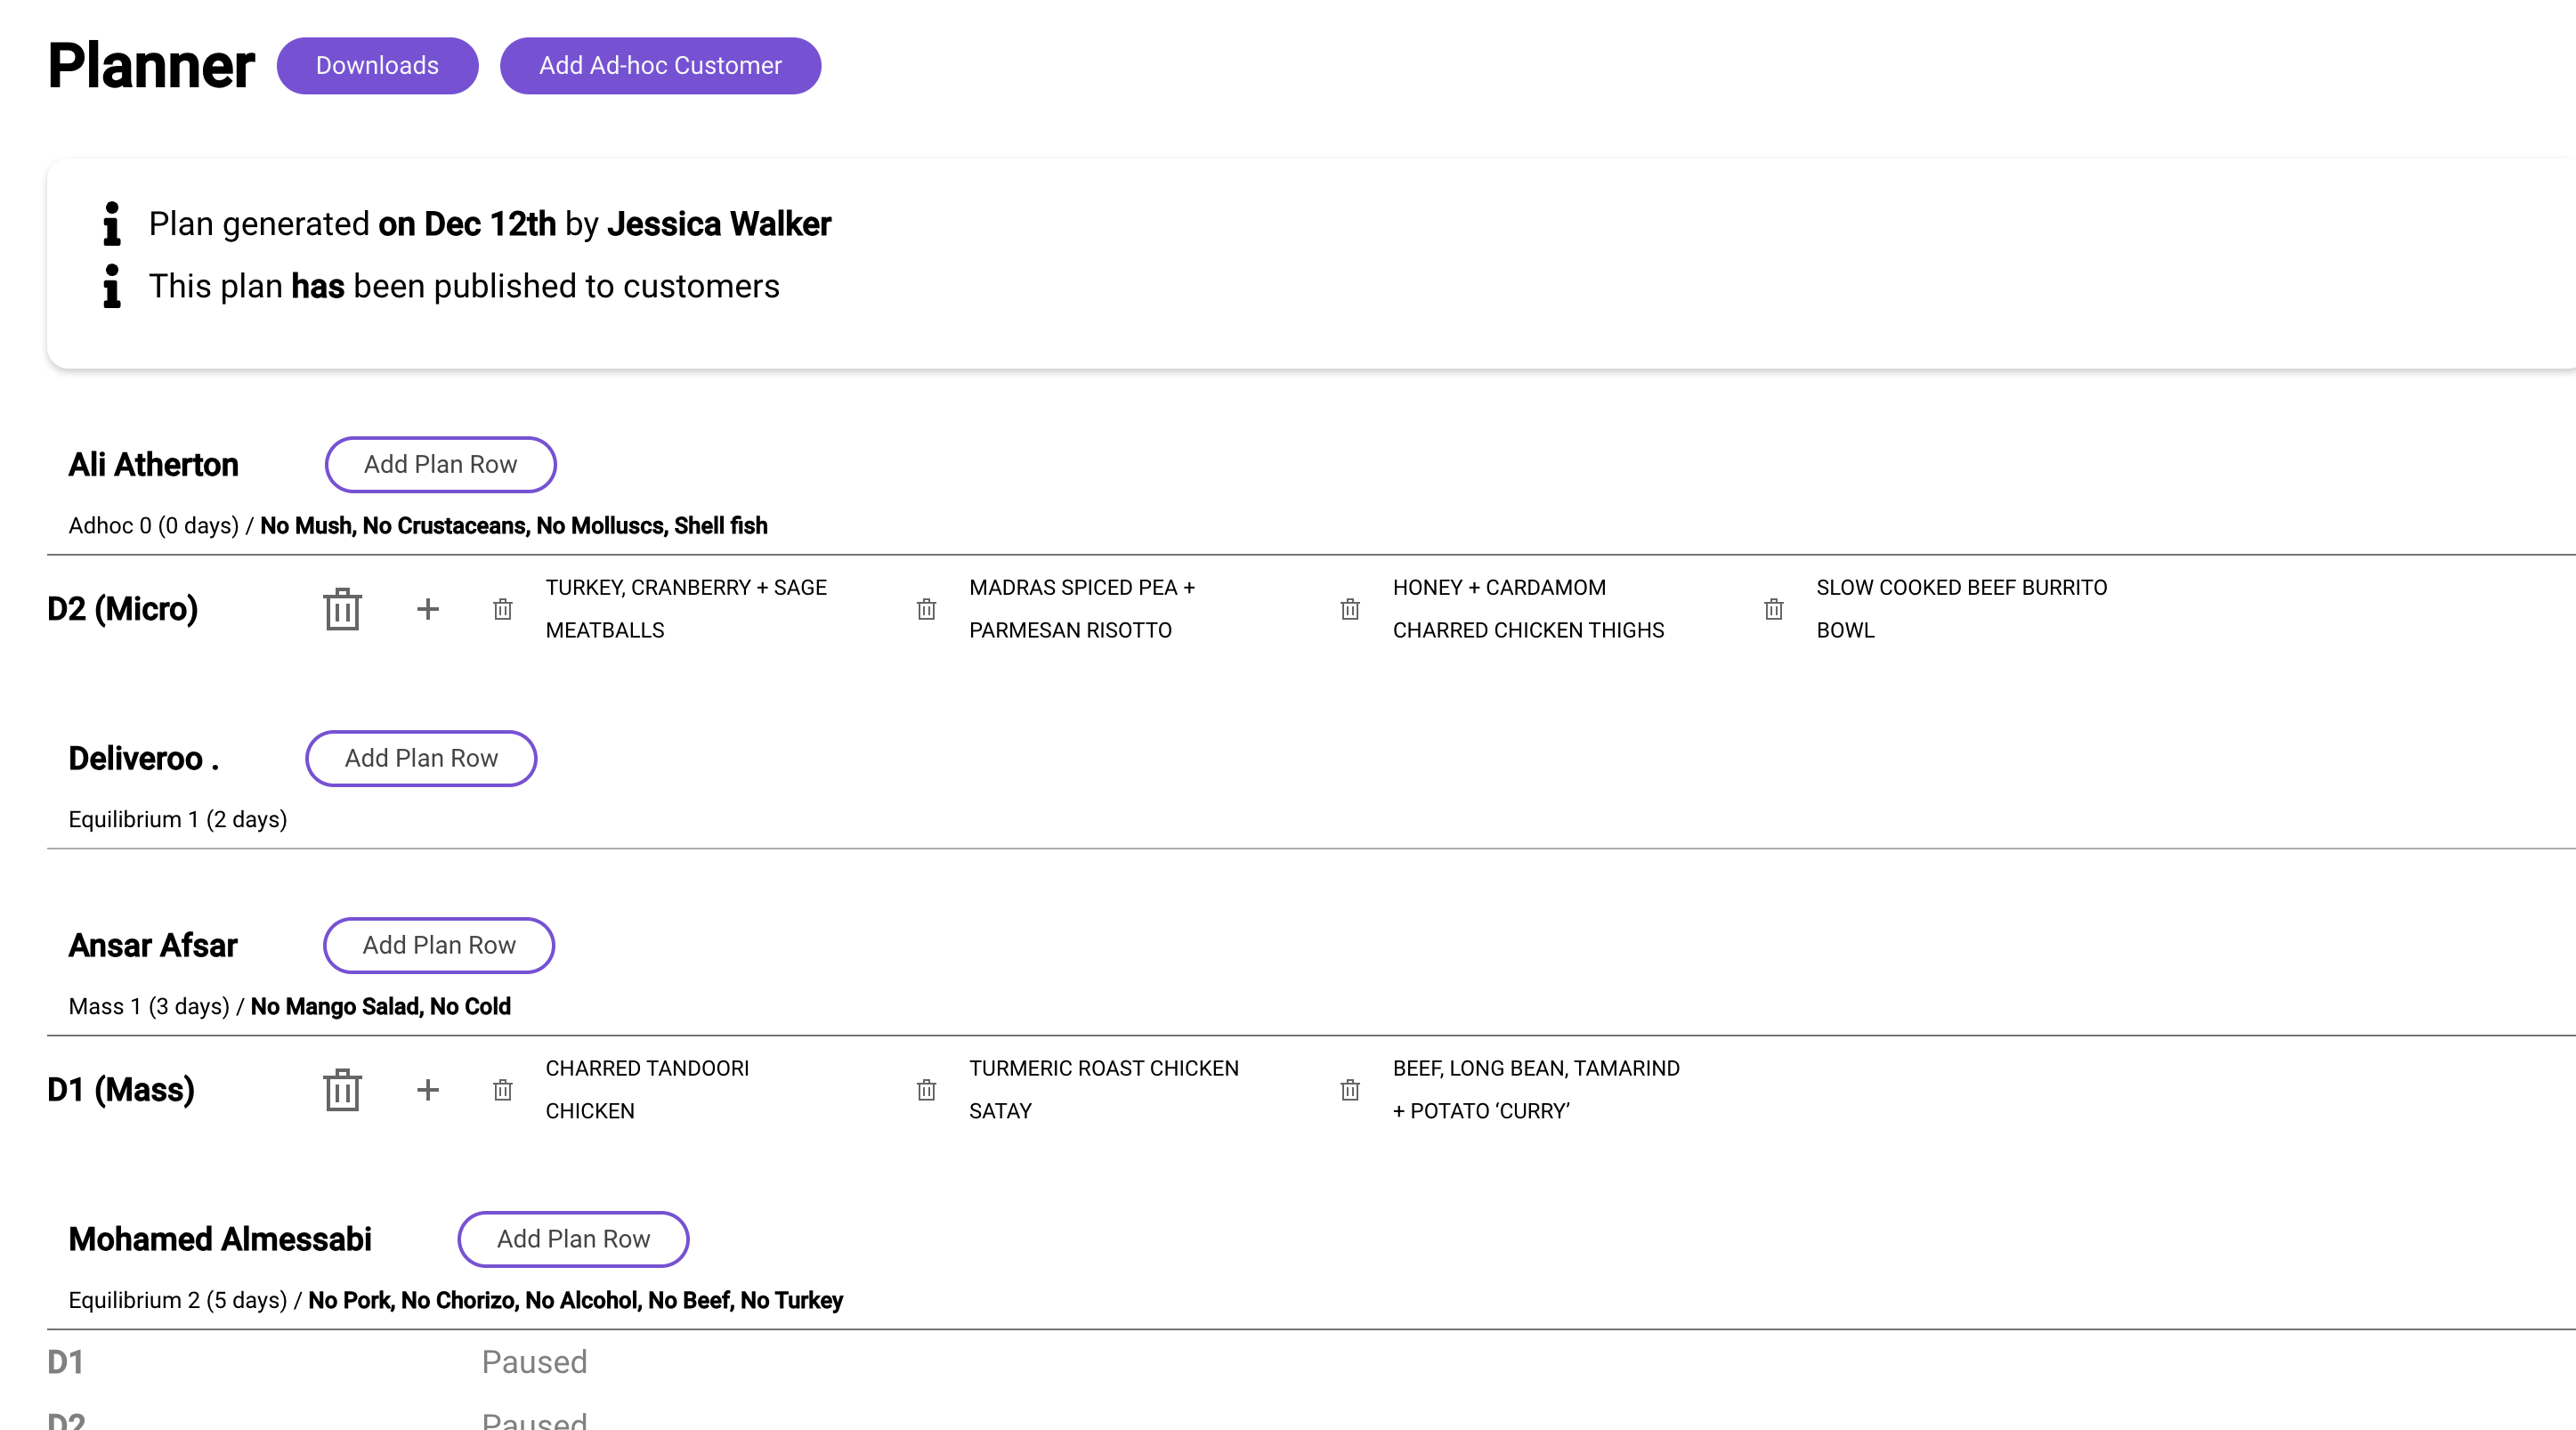 Planner Downloads Add Ad-hoc Customer
Plan generated on Dec 12th by Jessica Walker
This plan has been published to customers
Ali Atherton Add Plan Row
Adhoc 0 (0 days) / No Mush, No Crustaceans, No Molluscs, Shell fish
D2 (Micro)
TURKEY, CRANBERRY + SAGE
MEATBALLS
MADRAS SPICED PEA +
PARMESAN RISOTTO
HONEY + CARDAMOM
CHARRED CHICKEN THIGHS
SLOW COOKED BEEF BURRITO
BOWL
Deliveroo . Add Plan Row
Equilibrium 1 (2 days)
Ansar Afsar Add Plan Row
Mass 1 (3 days) / No Mango Salad, No Cold
D1 (Mass)
CHARRED TANDOORI
CHICKEN
TURMERIC ROAST CHICKEN
SATAY
BEEF, LONG BEAN, TAMARIND
+ POTATO ‘CURRY’
Mohamed Almessabi Add Plan Row
Equilibrium 2 (5 days) / No Pork, No Chorizo, No Alcohol, No Beef, No Turkey
D1 Paused
D2 Paused